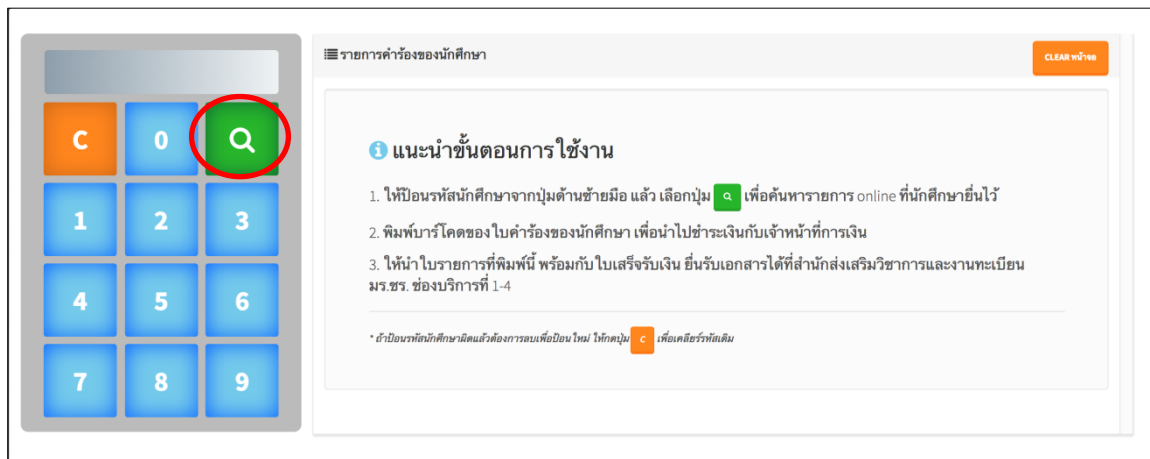 รายการคำร้องของนักศึกษา
CLEAR หน้าจอ
C 0
1 2 3
4 5 6
7 8 9
แนะนำขั้นตอนการใช้งาน
1. ให้ป้อนรหัสนักศึกษาจากปุ่มด้านซ้ายมือ แล้ว เลือกปุ่ม เพื่อค้นหารายการ online ที่นักศึกษายื่นไว้
2. พิมพ์บาร์โคดของใบคำร้องของนักศึกษา เพื่อนำไปชำระเงินกับเจ้าหน้าที่การเงิน
3. ให้นำใบรายการที่พิมพ์นี้ พร้อมกับใบเสร็จรับเงิน ยื่นรับเอกสารได้ที่สำนักส่งเสริมวิชาการและงานทะเบียน
มร.ชร. ช่องบริการที่ 1-4
* ถ้าป้อนรหัสนักศึกษาผิดแล้วต้องการลบเพื่อป้อนใหม่ ให้กดปุ่ม C เพื่อเคลียร์รหัสเดิม